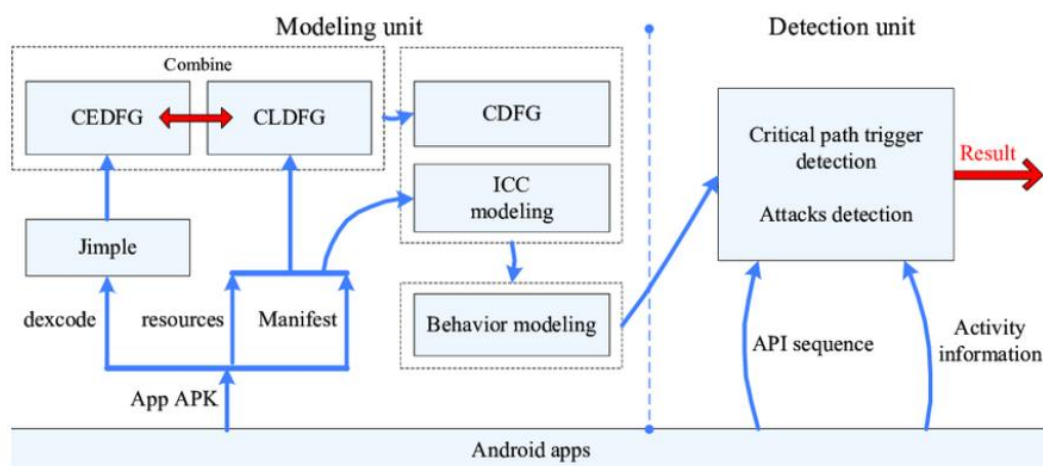 Modeling unit
Detection unit
Combine
CEDFG
CLDFG
CDFG
ICC
modeling
Jimple
dexcode
resources
Manifest
Behavior modeling
App APK
Critical path trigger
detection
Attacks detection
Result
API sequence
Activity
information
Android apps